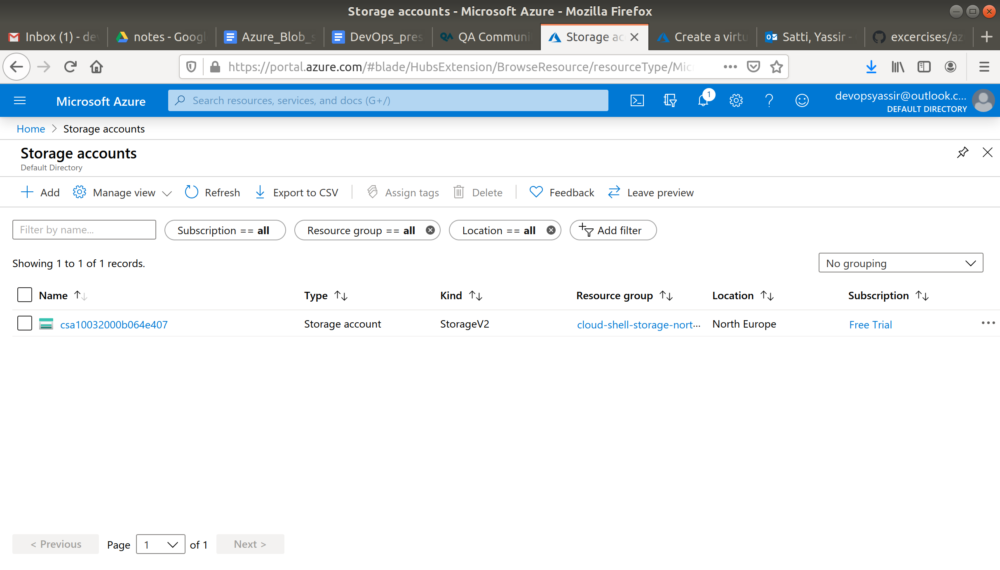 Storage accounts - Microsoft Azure - Mozilla Firefox
Inbox (1) - dev
notes - Googl
Azure_Blob_s
DevOps_pres
QA Communi
Storage ac
Create a virtu
Satti, Yassir -
excercises/az
https://portal.azure.com/#blade/HubsExtension/BrowseResource/resourceType/Mic
Microsoft Azure
Search resources, services, and docs (G+/)
1
devopsyassir@outlook.c...
DEFAULT DIRECTORY
Home > Storage accounts
Storage accounts
Default Directory
Add
Manage view
Refresh
Export to CSV
Assign tags
Delete
Feedback
Leave preview
Filter by name...
Subscription == all
Resource group == all
Location == all
Add filter
Showing 1 to 1 of 1 records.
No grouping
Name
Type
Kind
Resource group
Location
Subscription
csa10032000b064e407
Storage account
StorageV2
cloud-shell-storage-nort...
North Europe
Free Trial
< Previous
Page 1 of 1
Next >